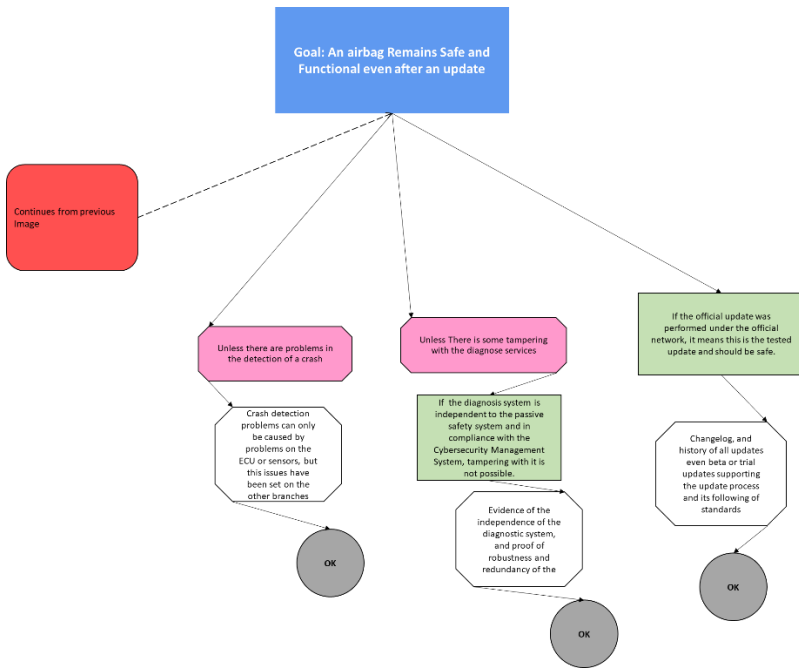 Goal: An airbag Remains Safe and
Functional even after an update
Continues from previous
Image
Unless there are problems in
the detection of a crash
Unless There is some tampering
with the diagnose services
If the official update was
performed under the official
network, it means this is the tested
update and should be safe.
Crash detection
problems can only
be caused by
problems on the
ECU or sensors, but
this issues have
been set on the
other branches
If the diagnosis system is
independent to the passive
safety system and in
compliance with the
Cybersecurity Management
System, tampering with it is
not possible.
Changelog, and
history of all updates
even beta or trial
updates supporting
the update process
and its following of
standards
Evidence of the
independence of the
diagnostic system,
and proof of
robustness and
redundancy of the
OK
OK
OK